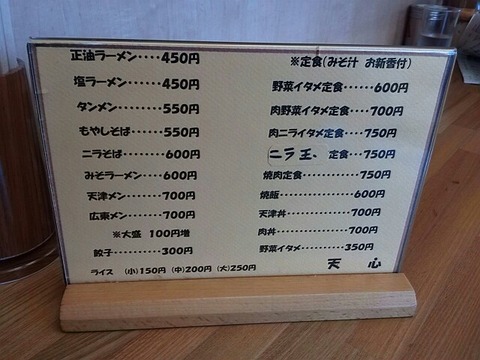 正油ラーメン････450円
塩ラーメン･････450円
タンメン･･･････550円
もやしそば･････550円
ニラそば･･･････600円
みそラーメン････600円
天津メン･･･････700円
広東メン･･･････700円
※大盛 100円増
餃子･････････300円
ライス (小)150円 (中)200円 (大)250円
※定食(みそ汁 お新香付)
野菜イタメ定食･････600円
肉野菜イタメ定食････700円
肉ニライタメ定食････750円
ニラ玉、定食･･･750円
焼肉定食･･････････750円
焼飯････････････600円
天津丼･･････････700円
肉丼･･･････････700円
野菜イタメ････････350円
天 心